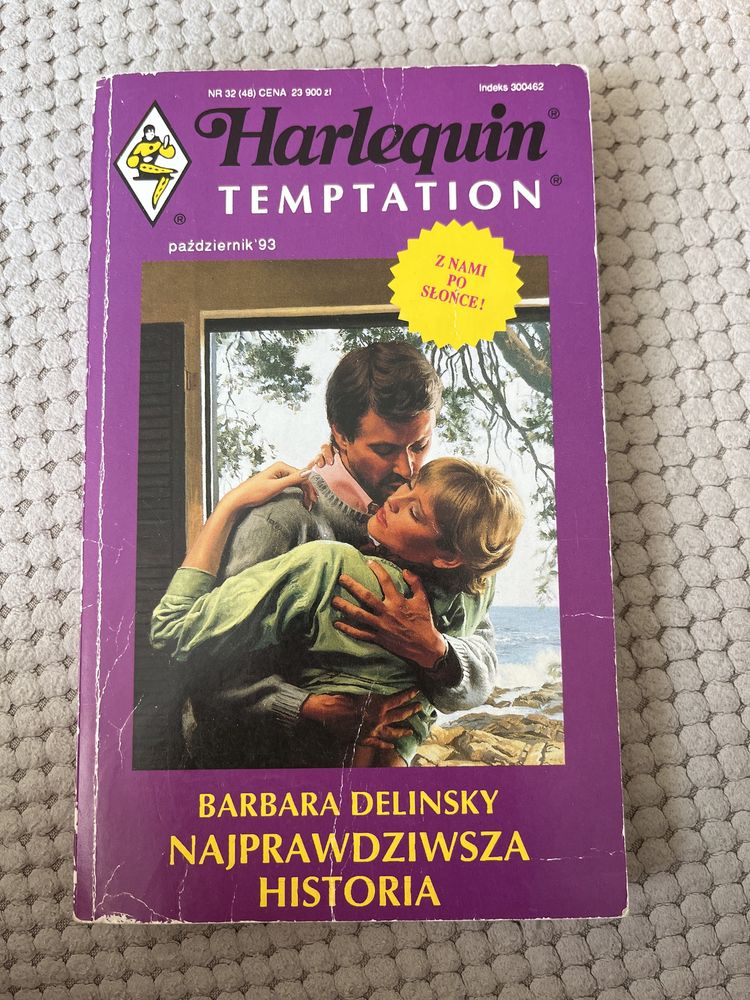 NR 32 (48) CENA 23 900 zł
Indeks 300462
Harlequin®
TEMPTATION®
®
październik'93
Z NAMI
PO
SŁOŃCE!
BARBARA DELINSKY
NAJPRAWDZIWSZA
HISTORIA